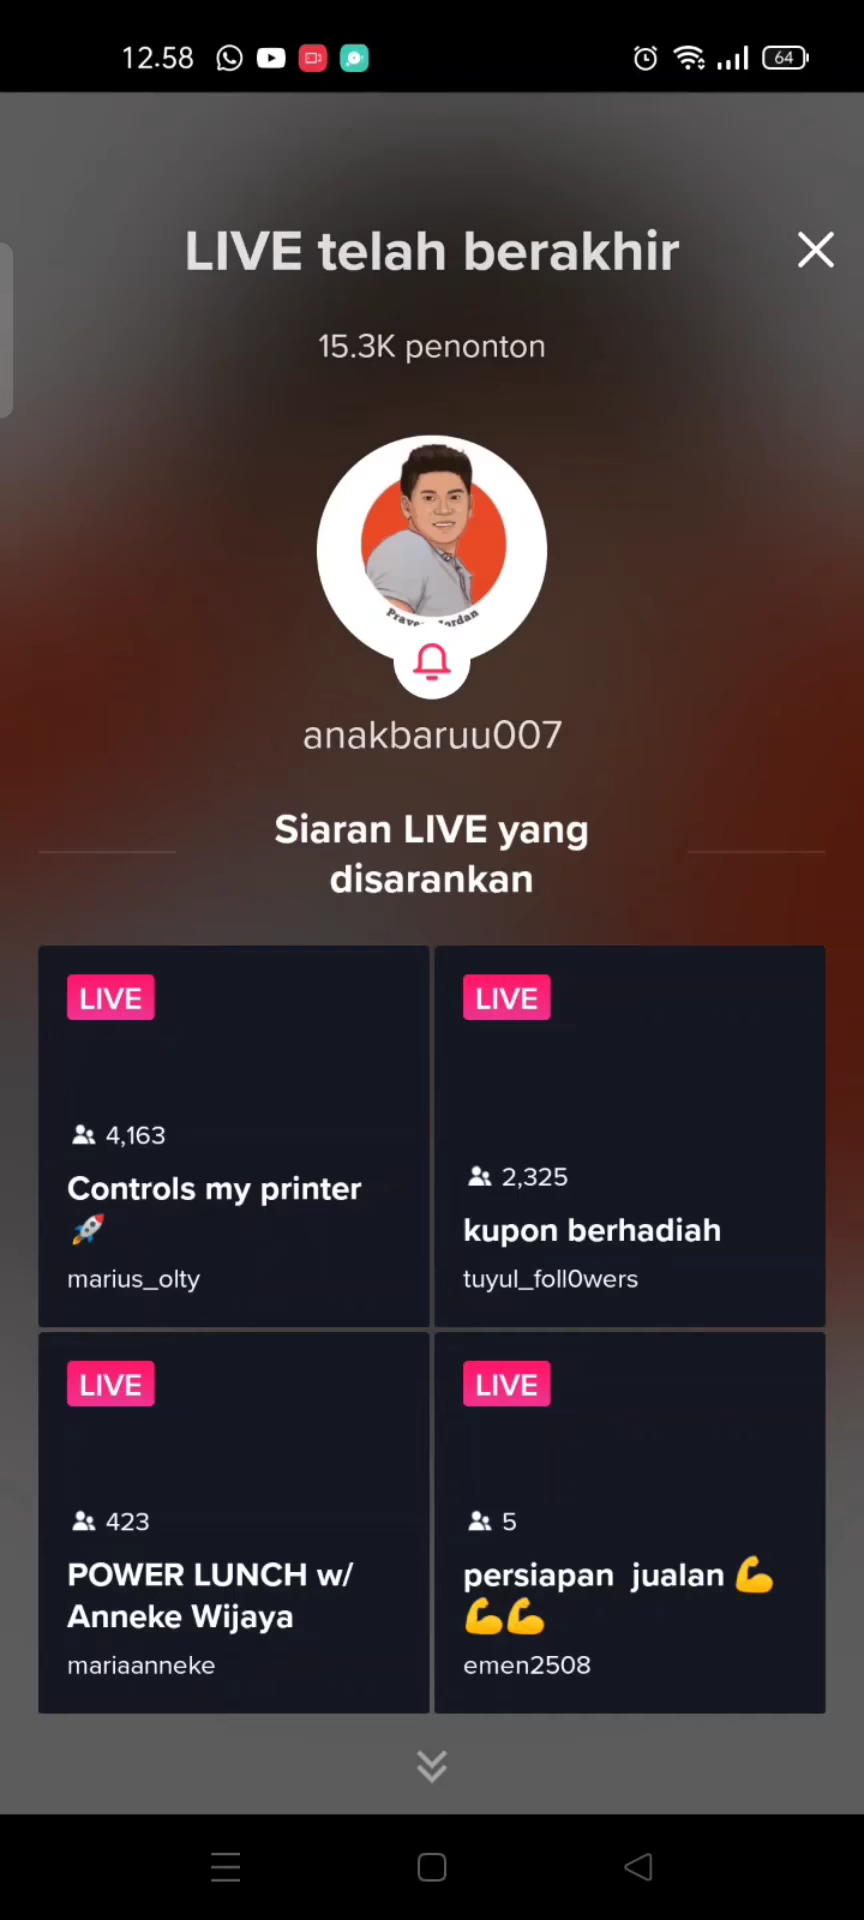 12.58
64
LIVE telah berakhir
15.3K penonton
anakbaruu007
Siaran LIVE yang
disarankan
LIVE
4,163
Controls my printer
🚀
marius_olty
LIVE
2,325
kupon berhadiah
tuyul_foll0wers
LIVE
423
POWER LUNCH w/
Anneke Wijaya
mariaanneke
LIVE
5
persiapan jualan 💪
💪💪
emen2508